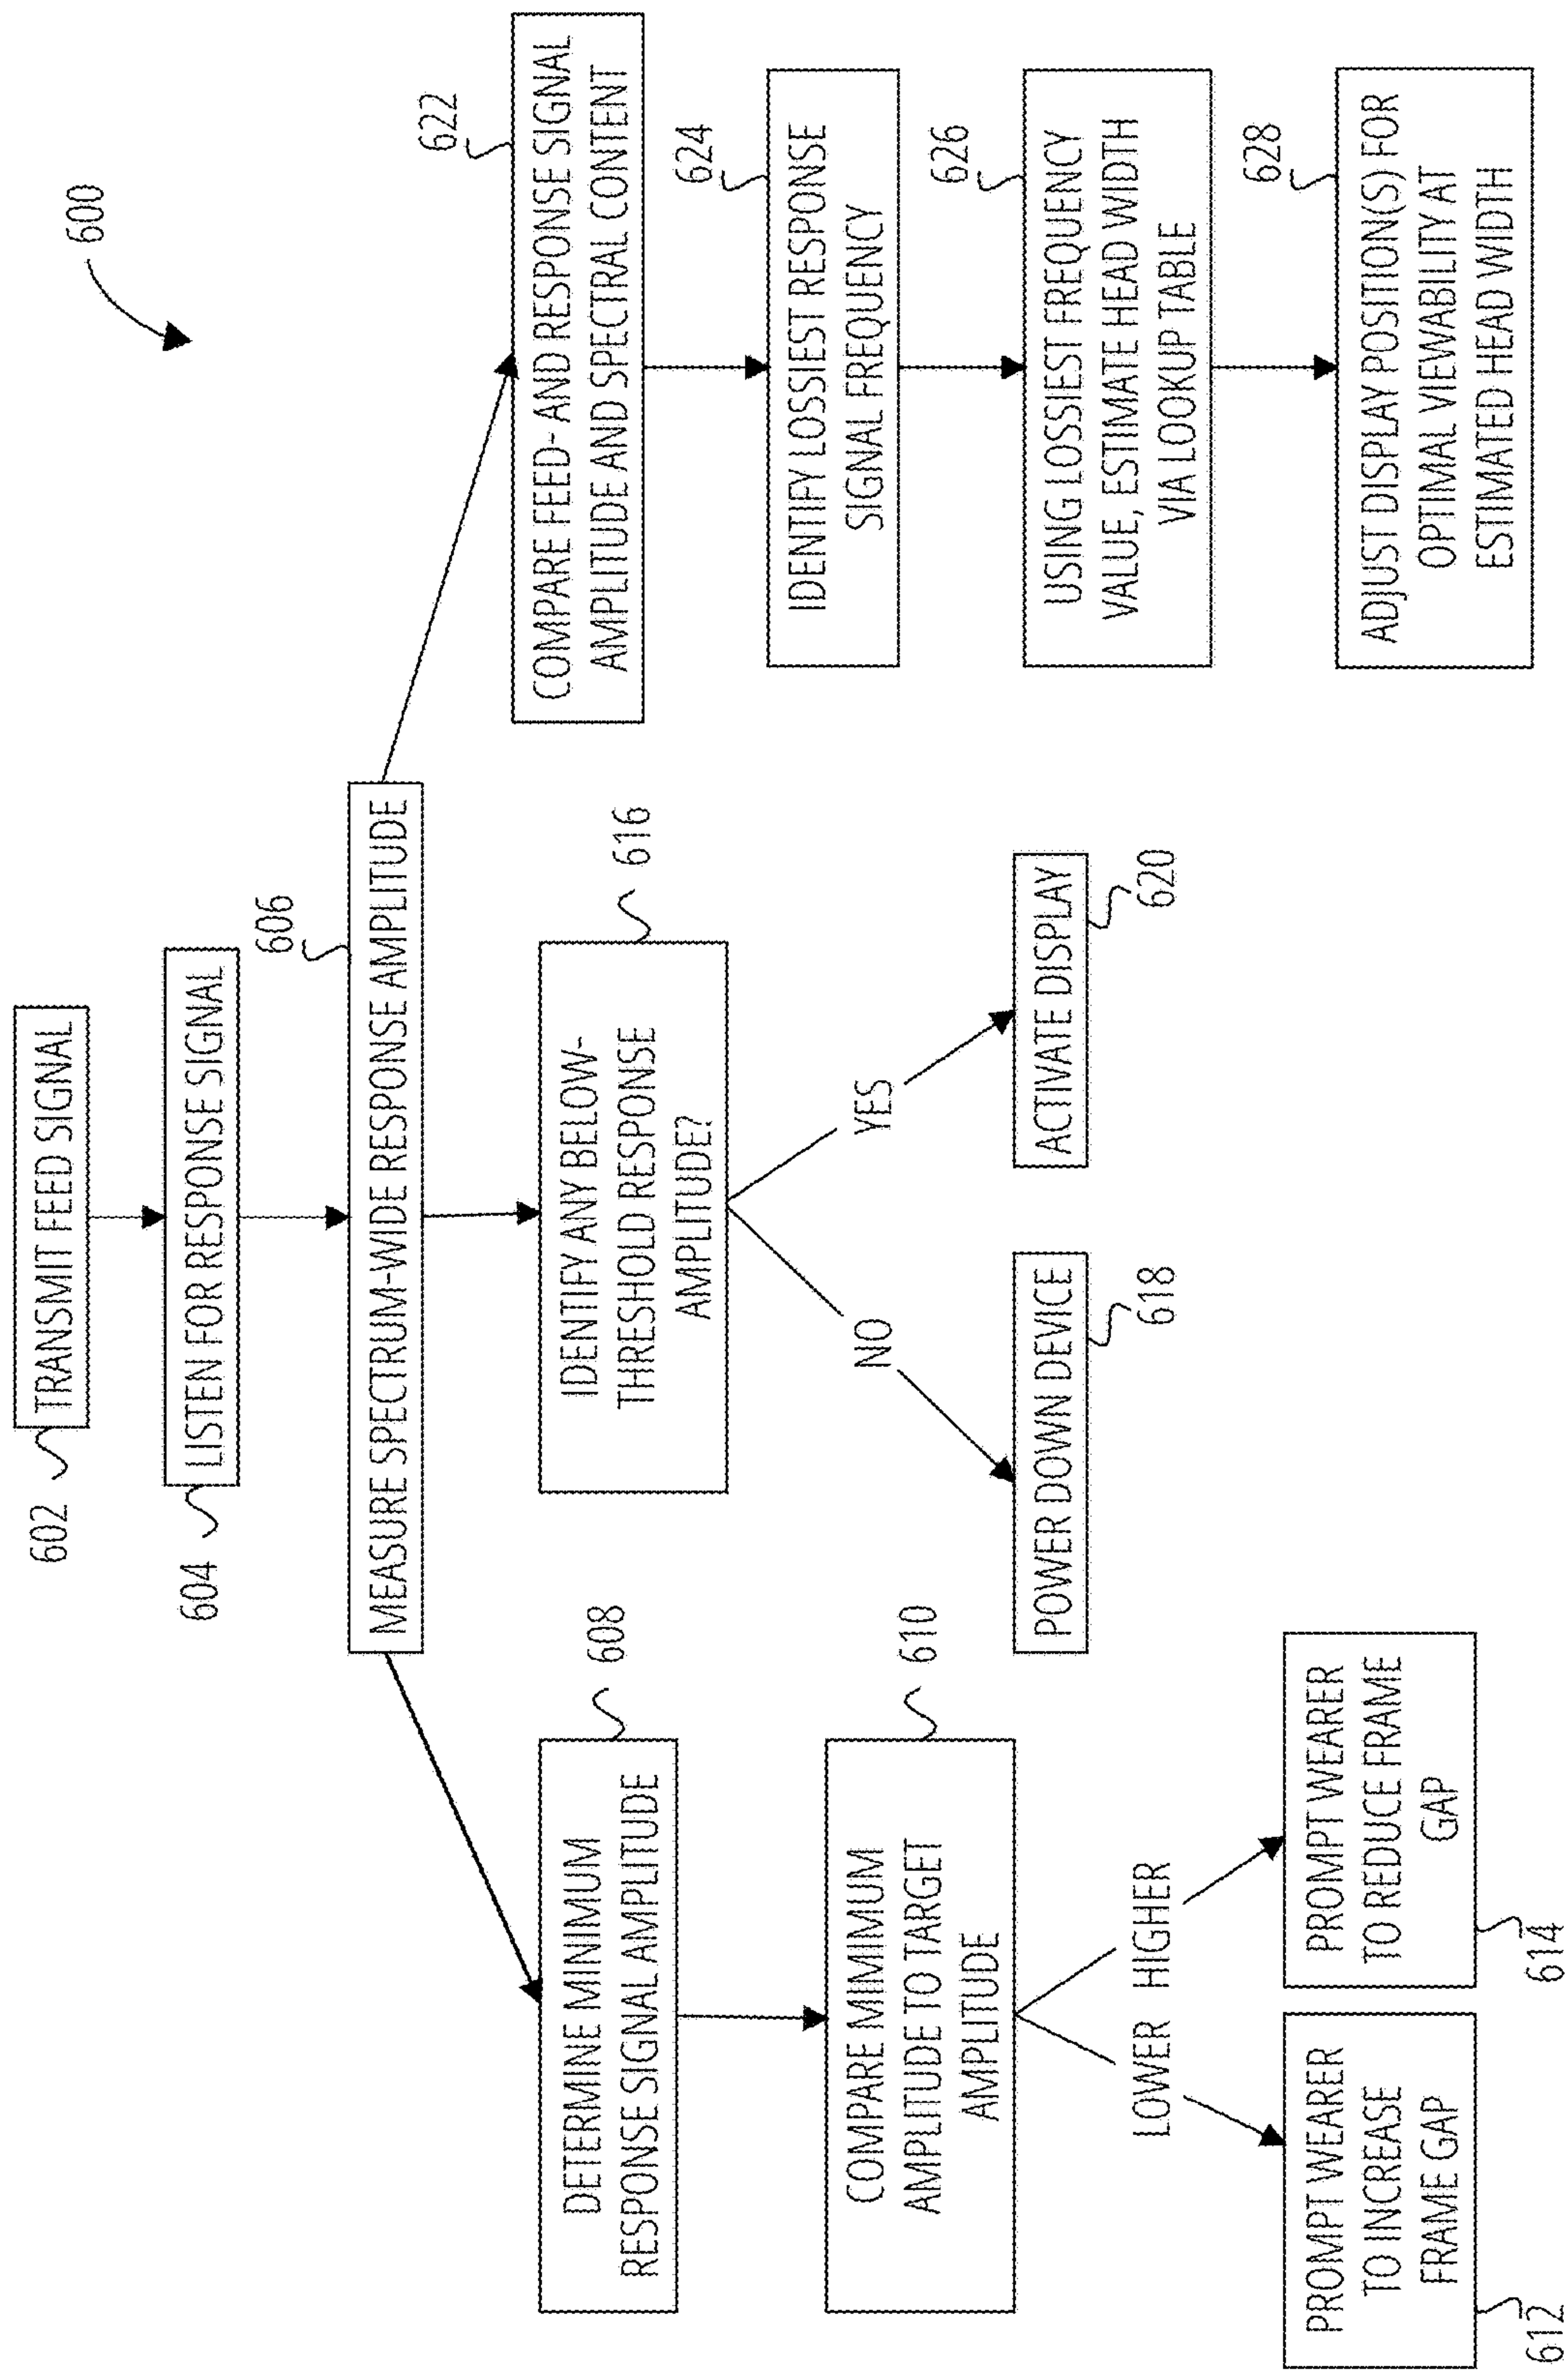 600
602
TRANSMIT FEED SIGNAL
604
LISTEN FOR RESPONSE SIGNAL
606
MEASURE SPECTRUM-WIDE RESPONSE AMPLITUDE
608
DETERMINE MINIMUM
RESPONSE SIGNAL AMPLITUDE
610
COMPARE MIMIMUM
AMPLITUDE TO TARGET
AMPLITUDE
LOWER
HIGHER
PROMPT WEARER
TO INCREASE
FRAME GAP
612
PROMPT WEARER
TO REDUCE FRAME
GAP
614
616
IDENTIFY ANY BELOW-
THRESHOLD RESPONSE
AMPLITUDE?
NO
YES
POWER DOWN DEVICE
618
ACTIVATE DISPLAY
620
622
COMPARE FEED- AND RESPONSE SIGNAL
AMPLITUDE AND SPECTRAL CONTENT
624
IDENTIFY LOSSIEST RESPONSE
SIGNAL FREQUENCY
626
USING LOSSIEST FREQUENCY
VALUE, ESTIMATE HEAD WIDTH
VIA LOOKUP TABLE
628
ADJUST DISPLAY POSITION(S) FOR
OPTIMAL VIEWABILITY AT
ESTIMATED HEAD WIDTH